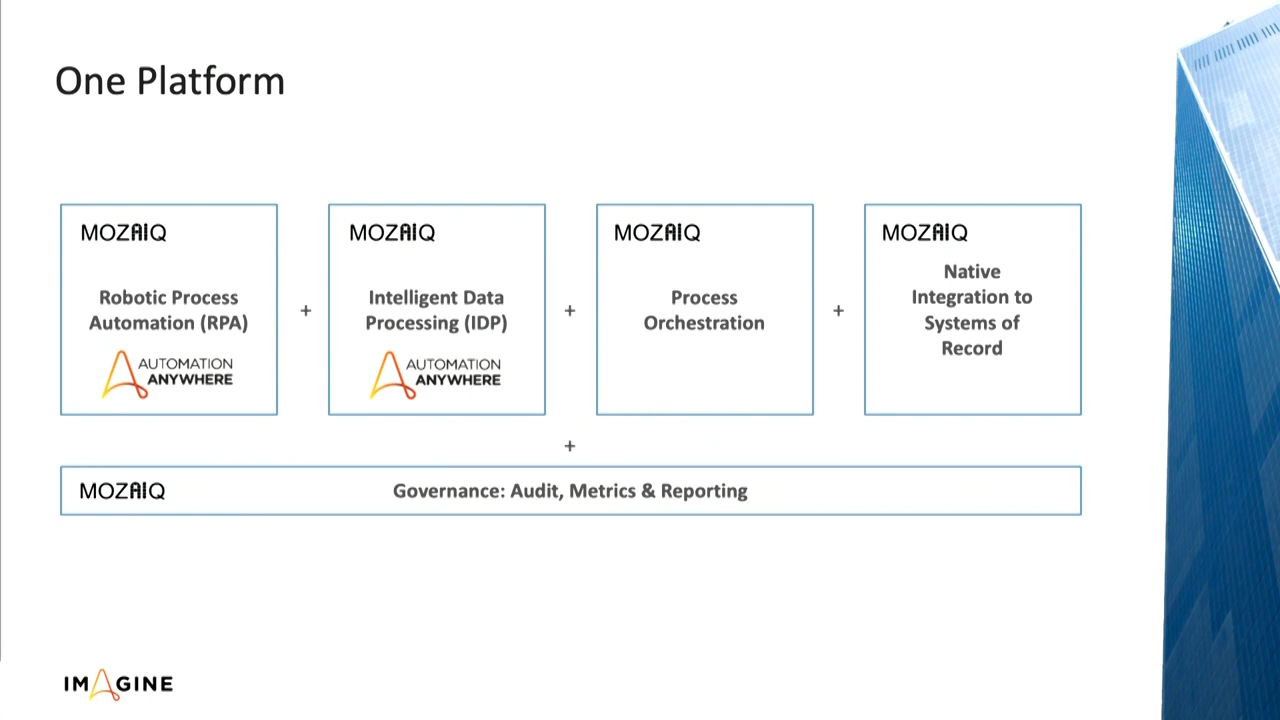 One Platform
MOZAIQ
Robotic Process
Automation (RPA)
AUTOMATION
ANYWHERE
+
MOZAIQ
Intelligent Data
Processing (IDP)
AUTOMATION
ANYWHERE
+
MOZAIQ
Process
Orchestration
+
MOZAIQ
Native
Integration to
Systems of
Record
+
MOZAIQ
Governance: Audit, Metrics & Reporting
IMAGINE